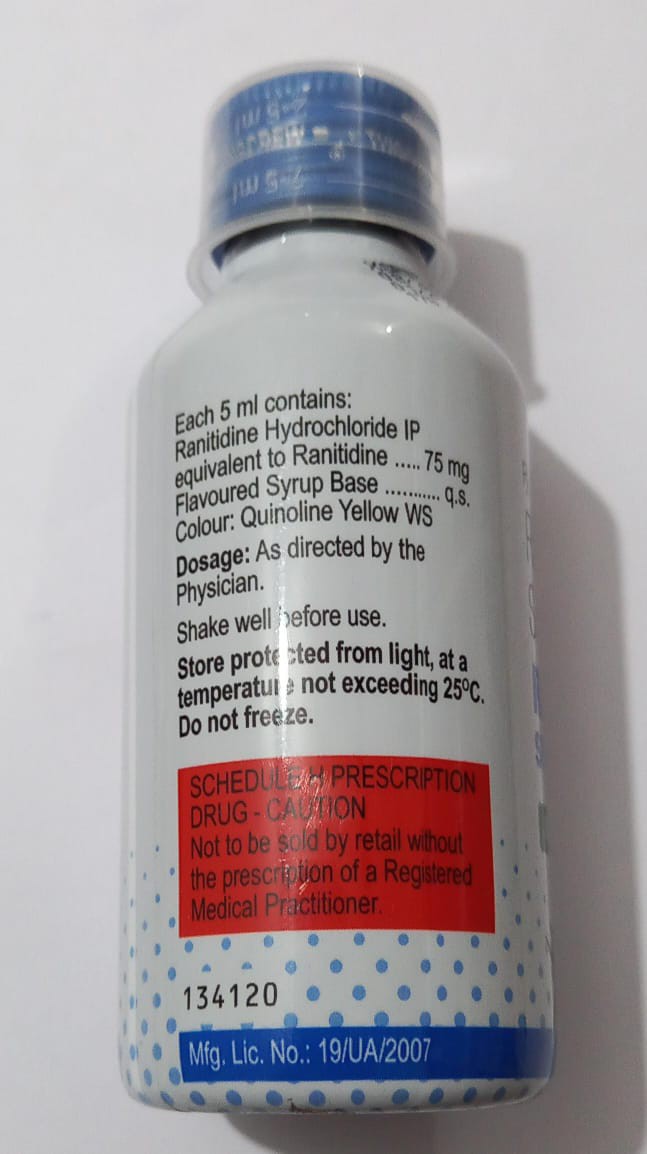 Each 5 ml contains:
Ranitidine Hydrochloride IP
equivalent to Ranitidine ..... 75 mg
Flavoured Syrup Base ........... q.s.
Colour: Quinoline Yellow WS
Dosage: As directed by the
Physician.
Shake well before use.
Store protected from light, at a
temperature not exceeding 25ºC.
Do not freeze.
SCHEDULE H PRESCRIPTION
DRUG - CAUTION
Not to be sold by retail without
the prescription of a Registered
Medical Practitioner.
134120
Mfg. Lic. No.: 19/UA/2007